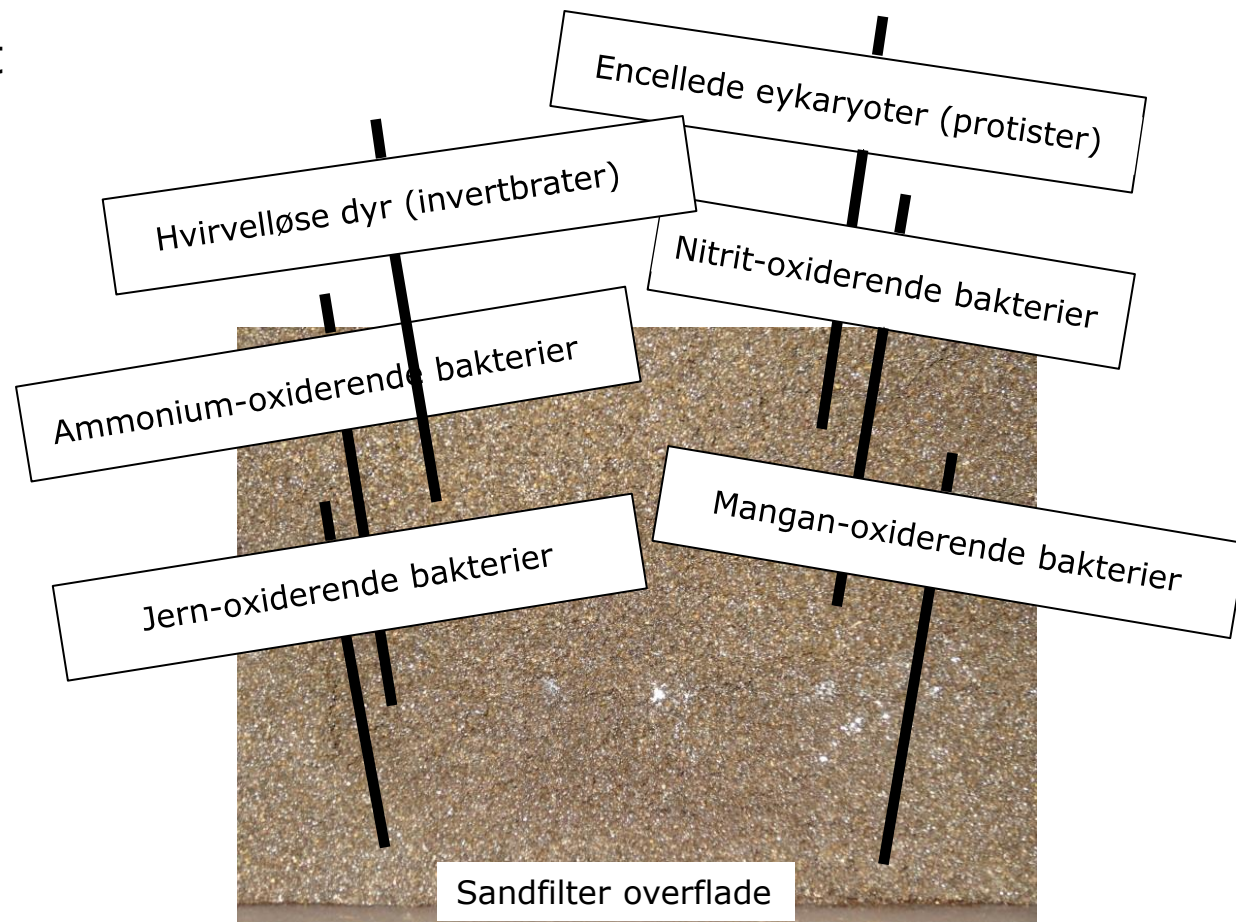 Encellede eykaryoter (protister)
Hvirvelløse dyr (invertbrater)
Nitrit-oxiderende bakterier
Ammonium-oxiderende bakterier
Mangan-oxiderende bakterier
Jern-oxiderende bakterier
Sandfilter overflade